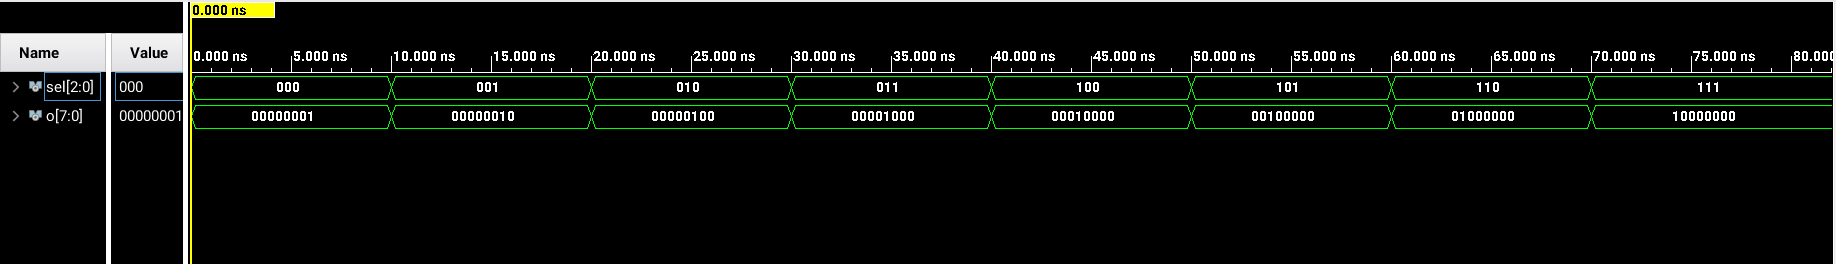 0.000 ns
Name Value
0.000 ns 5.000 ns 10.000 ns 15.000 ns 20.000 ns 25.000 ns 30.000 ns 35.000 ns 40.000 ns 45.000 ns 50.000 ns 55.000 ns 60.000 ns 65.000 ns 70.000 ns 75.000 ns 80.000
sel[2:0] 000 000 001 010 011 100 101 110 111
o[7:0] 00000001 00000001 00000010 00000100 00001000 00010000 00100000 01000000 10000000